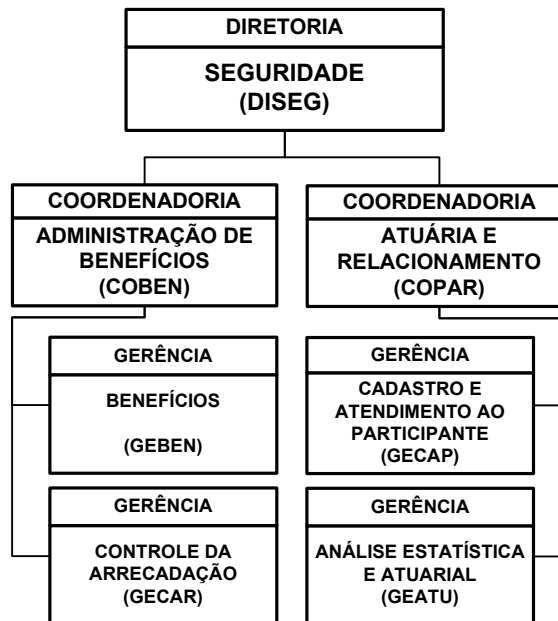 DIRETORIA
SEGURIDADE
(DISEG)
COORDENADORIA
ADMINISTRAÇÃO DE
BENEFÍCIOS
(COBEN)
COORDENADORIA
ATUÁRIA E
RELACIONAMENTO
(COPAR)
GERÊNCIA
BENEFÍCIOS
(GEBEN)
GERÊNCIA
CADASTRO E
ATENDIMENTO AO
PARTICIPANTE
(GECAP)
GERÊNCIA
CONTROLE DA
ARRECADAÇÃO
(GECAR)
GERÊNCIA
ANÁLISE ESTATÍSTICA
E ATUARIAL
(GEATU)